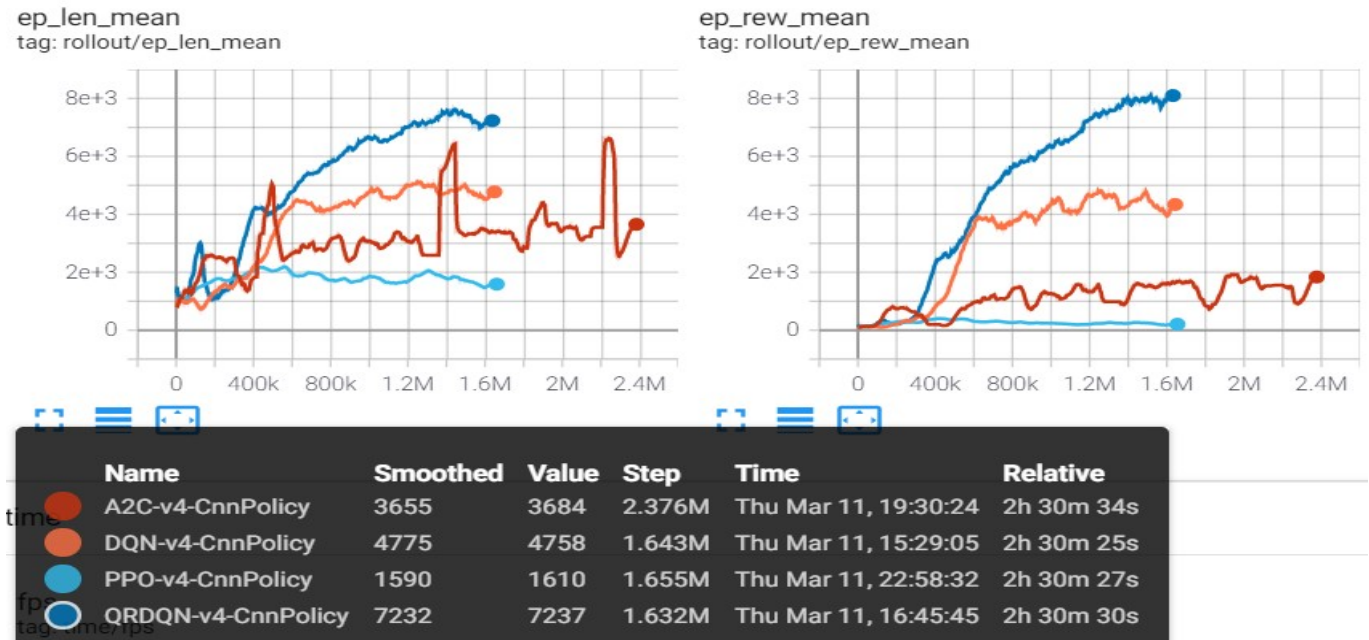 ep_len_mean
tag: rollout/ep_len_mean
8e+3
6e+3
4e+3
2e+3
0
0 400k 800k 1.2M 1.6M 2M 2.4M
ep_rew_mean
tag: rollout/ep_rew_mean
8e+3
6e+3
4e+3
2e+3
0
0 400k 800k 1.2M 1.6M 2M 2.4M
Name Smoothed Value Step Time Relative
A2C-v4-CnnPolicy 3655 3684 2.376M Thu Mar 11, 19:30:24 2h 30m 34s
DQN-v4-CnnPolicy 4775 4758 1.643M Thu Mar 11, 15:29:05 2h 30m 25s
PPO-v4-CnnPolicy 1590 1610 1.655M Thu Mar 11, 22:58:32 2h 30m 27s
QRDQN-v4-CnnPolicy 7232 7237 1.632M Thu Mar 11, 16:45:45 2h 30m 30s
time
fps
tag: time/fps